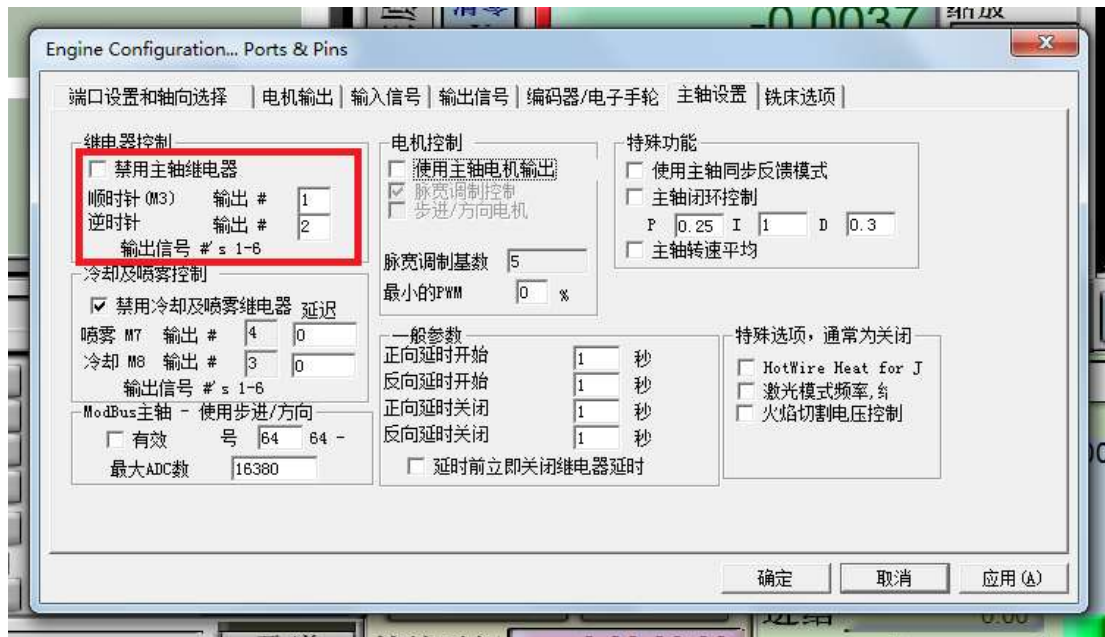 -0.0037
缩放
Engine Configuration... Ports & Pins
端口设置和轴向选择 电机输出 输入信号 输出信号 编码器/电子手轮 主轴设置 铣床选项
继电器控制
禁用主轴继电器
顺时针(M3) 输出 # 1
逆时针 输出 # 2
输出信号 #'s 1-6
冷却及喷雾控制
禁用冷却及喷雾继电器 延迟
喷雾 M7 输出 # 4 0
冷却 M8 输出 # 3 0
输出信号 #'s 1-6
ModBus主轴 - 使用步进/方向
有效 号 64 64 -
最大ADC数 16380
电机控制
使用主轴电机输出
脉宽调制控制
步进/方向电机
脉宽调制基数 5
最小的PWM 0 %
一般参数
正向延时开始 1 秒
反向延时开始 1 秒
正向延时关闭 1 秒
反向延时关闭 1 秒
延时前立即关闭继电器延时
特殊功能
使用主轴同步反馈模式
主轴闭环控制
P 0.25 I 1 D 0.3
主轴转速平均
特殊选项，通常为关闭
HotWire Heat for J
激光模式频率,
火焰切割电压控制
确定 取消 应用(A)
0.00